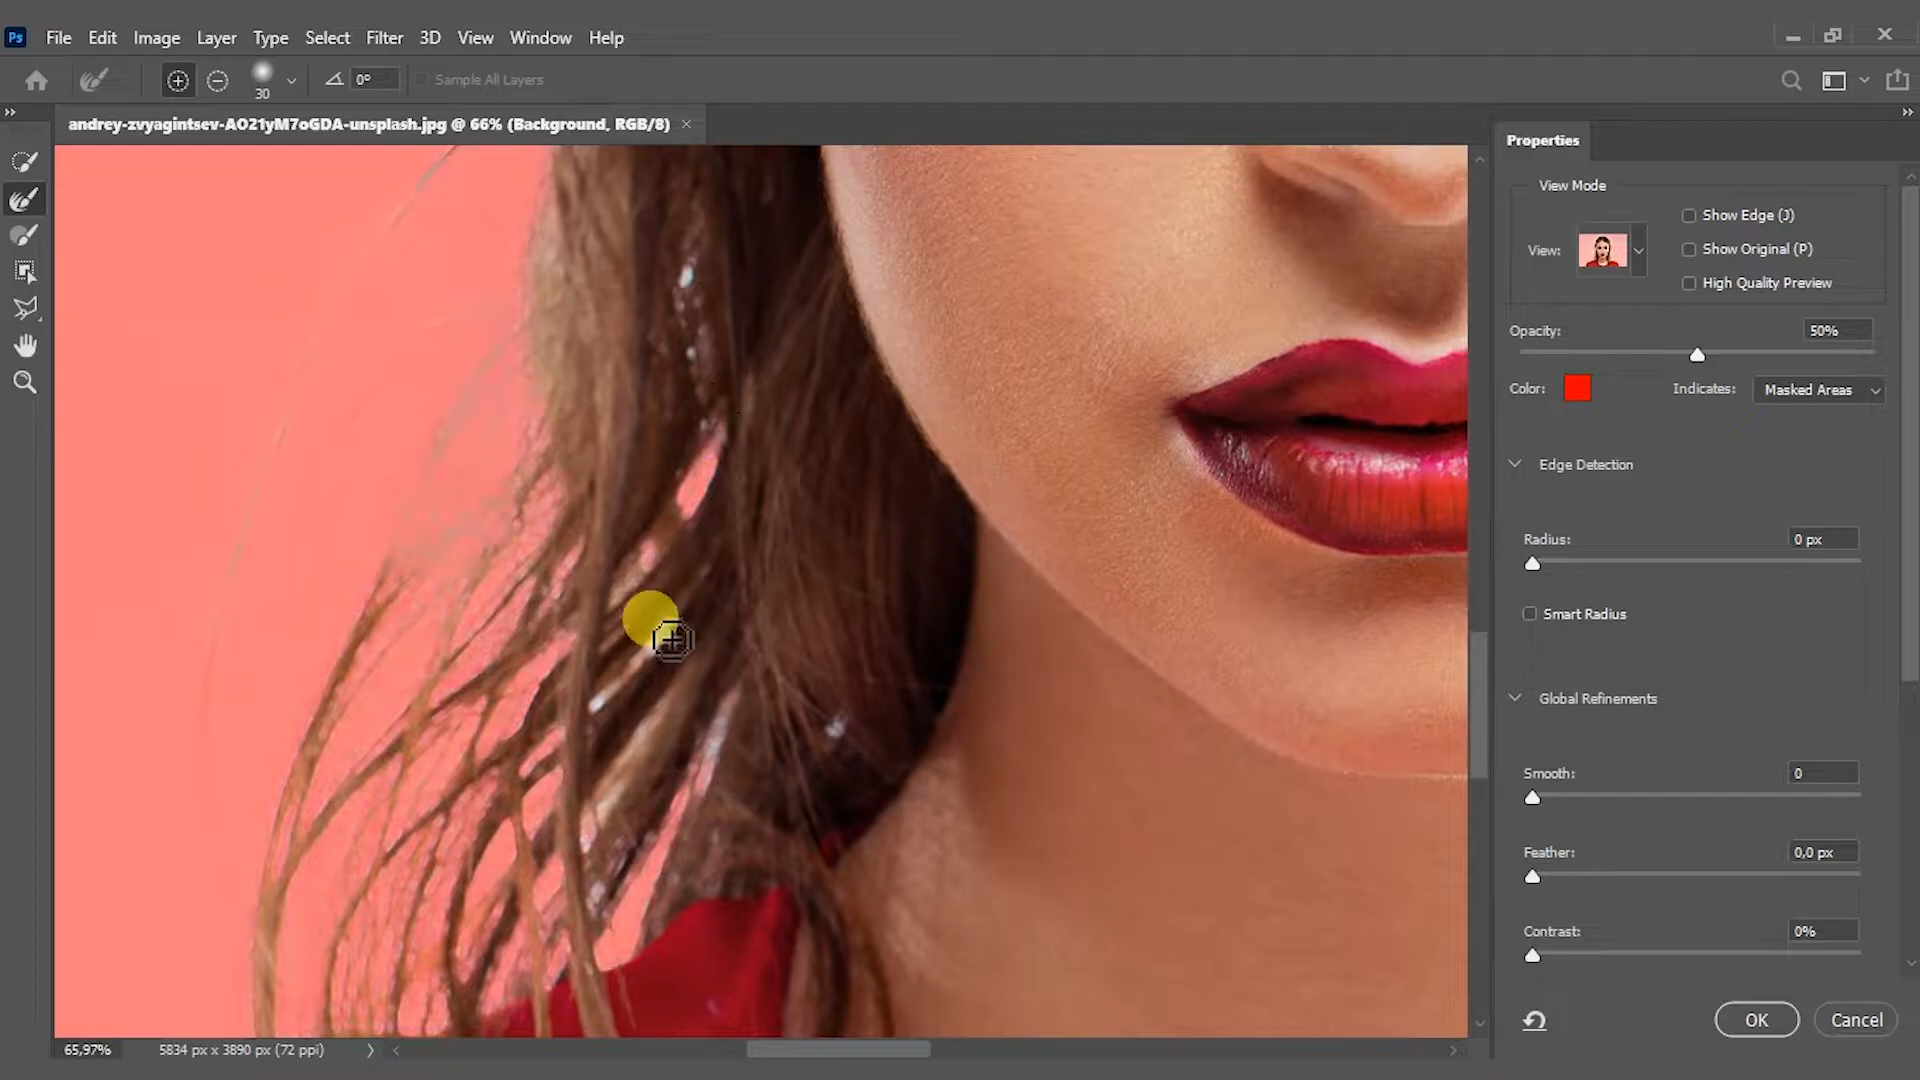 Ps File Edit Image Layer Type Select Filter 3D View Window Help
30 0° Sample All Layers
andrey-zvyagintsev-AO21yM7oGDA-unsplash.jpg @ 66% (Background, RGB/8)
Properties
View Mode
Show Edge (J)
View: Show Original (P)
High Quality Preview
Opacity: 50%
Color: Indicates: Masked Areas
Edge Detection
Radius: 0 px
Smart Radius
Global Refinements
Smooth: 0
Feather: 0,0 px
Contrast: 0%
OK Cancel
65,97% 5834 px x 3890 px (72 ppi)